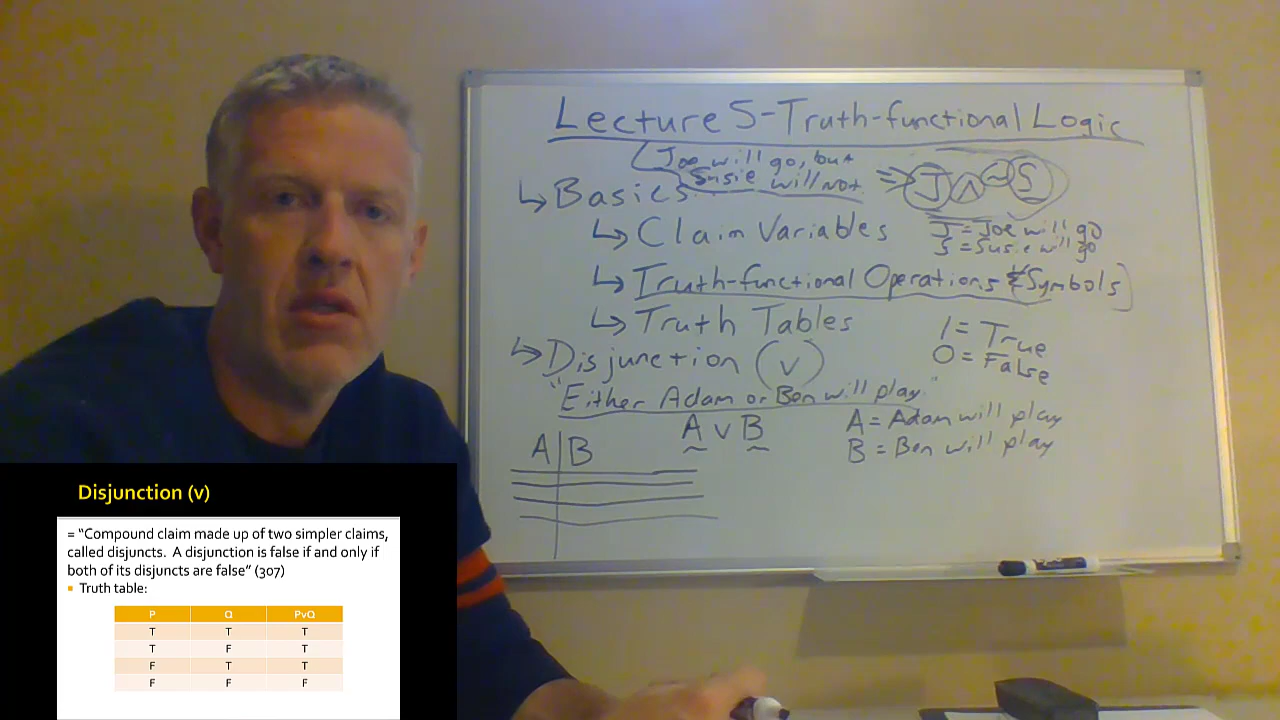 Lecture 5-Truth-functional Logic
Joe will go, but
Susie will not
J ∧ ~S
↳ Basics
↳ Claim Variables
J = Joe will go
S = Susie will go
↳ Truth-functional Operations & Symbols
↳ Truth Tables
1 = True
0 = False
↳ Disjunction (v)
"Either Adam or Ben will play."
A v B
A = Adam will play
B = Ben will play
A B
Disjunction (v)
= “Compound claim made up of two simpler claims,
called disjuncts. A disjunction is false if and only if
both of its disjuncts are false” (307)
▪ Truth table:
P Q PvQ
T T T
T F T
F T T
F F F